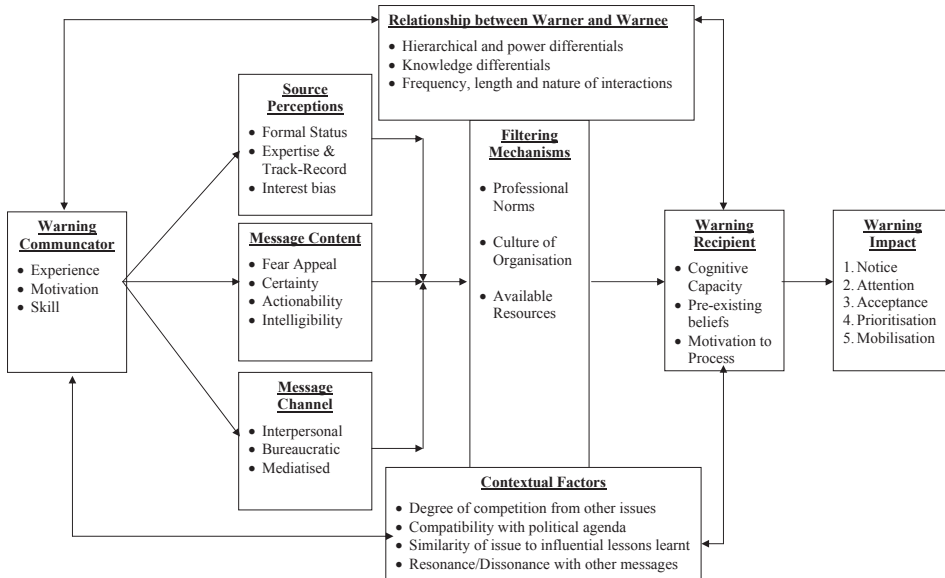 Relationship between Warner and Warnee
• Hierarchical and power differentials
• Knowledge differentials
• Frequency, length and nature of interactions
Source
Perceptions
• Formal Status
• Expertise &
Track-Record
• Interest bias
Filtering
Mechanisms
• Professional
Norms
• Culture of
Organisation
• Available
Resources
Warning
Communcator
• Experience
• Motivation
• Skill
Message Content
• Fear Appeal
• Certainty
• Actionability
• Intelligibility
Warning
Recipient
• Cognitive
Capacity
• Pre-existing
beliefs
• Motivation to
Process
Warning
Impact
1. Notice
2. Attention
3. Acceptance
4. Prioritisation
5. Mobilisation
Message
Channel
• Interpersonal
• Bureaucratic
• Mediatised
Contextual Factors
• Degree of competition from other issues
• Compatibility with political agenda
• Similarity of issue to influential lessons learnt
• Resonance/Dissonance with other messages